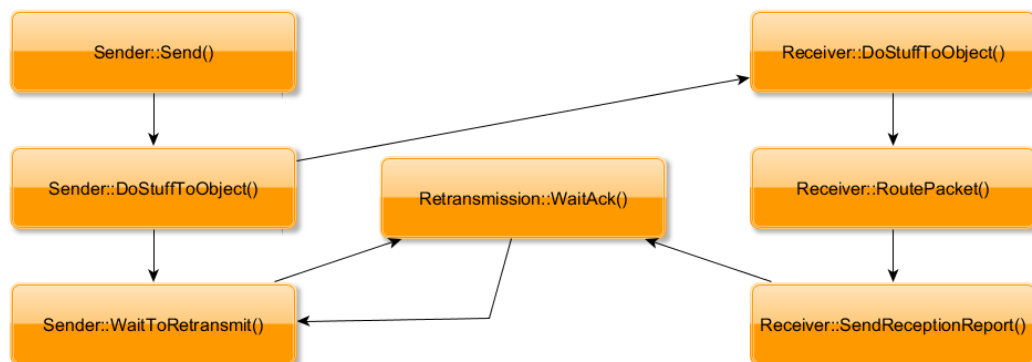 Sender::Send()
Receiver::DoStuffToObject()
Sender::DoStuffToObject()
Retransmission::WaitAck()
Receiver::RoutePacket()
Sender::WaitToRetransmit()
Receiver::SendReceptionReport()